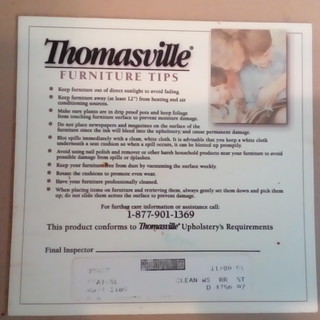 Thomasville®
FURNITURE TIPS
Keep furniture out of direct sunlight to avoid fading.
Keep furniture away (at least 12") from heating and air
conditioning sources.
Make sure plants are in drip proof pots and keep foliage
from touching furniture surface to prevent moisture damage.
Do not place newspapers and magazines on the surface of the
furniture since the ink will bleed into the upholstery, and cause permanent damage.
Blot spills immediately with a clean, white cloth. It is advisable that you keep a white cloth
underneath a seat cushion so when a spill occurs, it can be blotted up promptly.
Avoid using nail polish and remover or other harsh household products near your furniture to avoid
possible damage from spills or splashes.
Keep your furniture free from dust by vacuuming the surface weekly.
Rotate the cushions to promote even wear.
Have your furniture professionally cleaned.
When placing items on furniture and retrieving them, always gently set them down and pick them
up, do not slide them across the surface to prevent damage.
For further care information or assistance call:
1-877-901-1369
This product conforms to Thomasville® Upholstery's Requirements
Final Inspector
CLEAN WS RR ST